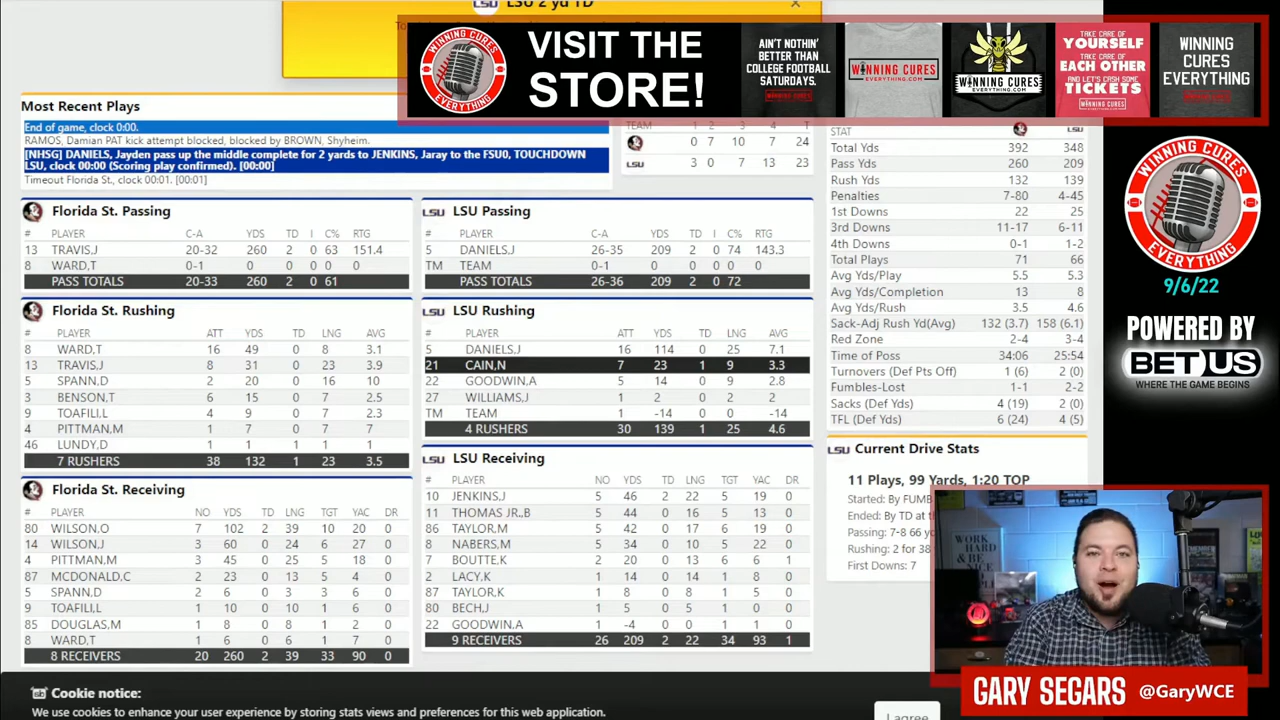 LSU 2 yd TD
VISIT THE
STORE!
WINNING CURES
EVERYTHING
AIN'T NOTHIN'
BETTER THAN
COLLEGE FOOTBALL
SATURDAYS.
WINNING CURES
WINNING CURES
TAKE CARE OF
YOURSELF
TAKE CARE OF
EACH OTHER
AND LET'S CASH SOME
TICKETS
WINNING
CURES
EVERYTHING
Most Recent Plays
End of game, clock 0:00.
RAMOS, Damian PAT kick attempt blocked, blocked by BROWN, Shyheim.
[NHSG] DANIELS, Jayden pass up the middle complete for 2 yards to JENKINS, Jaray to the FSU0, TOUCHDOWN
LSU, clock 00:00 (Scoring play confirmed). [00:00]
Timeout Florida St., clock 00:01. [00:01]
TEAM 1 2 3 4 T
0 7 10 7 24
LSU 3 0 7 13 23
STAT LSU
Total Yds 392 348
Pass Yds 260 209
Rush Yds 132 139
Penalties 7-80 4-45
1st Downs 22 25
3rd Downs 11-17 6-11
4th Downs 0-1 1-2
Total Plays 71 66
Avg Yds/Play 5.5 5.3
Avg Yds/Completion 13 8
Avg Yds/Rush 3.5 4.6
Sack-Adj Rush Yd(Avg) 132 (3.7) 158 (6.1)
Red Zone 2-4 3-4
Time of Poss 34:06 25:54
Turnovers (Def Pts Off) 1 (6) 2 (0)
Fumbles-Lost 1-1 2-2
Sacks (Def Yds) 4 (19) 2 (0)
TFL (Def Yds) 6 (24) 4 (5)
Florida St. Passing
# PLAYER C-A YDS TD I C% RTG
13 TRAVIS,J 20-32 260 2 0 63 151.4
8 WARD,T 0-1 0 0 0 0 0
PASS TOTALS 20-33 260 2 0 61
LSU LSU Passing
# PLAYER C-A YDS TD I C% RTG
5 DANIELS,J 26-35 209 2 0 74 143.3
TM TEAM 0-1 0 0 0 0 0
PASS TOTALS 26-36 209 2 0 72
Florida St. Rushing
# PLAYER ATT YDS TD LNG AVG
8 WARD,T 16 49 0 8 3.1
13 TRAVIS,J 8 31 0 23 3.9
5 SPANN,D 2 20 0 16 10
3 BENSON,T 6 15 0 7 2.5
9 TOAFILI,L 4 9 0 7 2.3
4 PITTMAN,M 1 7 0 7 7
46 LUNDY,D 1 1 1 1 1
7 RUSHERS 38 132 1 23 3.5
LSU LSU Rushing
# PLAYER ATT YDS TD LNG AVG
5 DANIELS,J 16 114 0 25 7.1
21 CAIN,N 7 23 1 9 3.3
22 GOODWIN,A 5 14 0 9 2.8
27 WILLIAMS,J 1 2 0 2 2
TM TEAM 1 -14 0 0 -14
4 RUSHERS 30 139 1 25 4.6
Florida St. Receiving
# PLAYER NO YDS TD LNG TGT YAC DR
80 WILSON,O 7 102 2 39 10 20 0
14 WILSON,J 3 60 0 24 6 27 0
4 PITTMAN,M 3 45 0 25 5 18 0
87 MCDONALD,C 2 23 0 13 5 4 0
5 SPANN,D 2 6 0 3 3 6 0
9 TOAFILI,L 1 10 0 10 1 6 0
85 DOUGLAS,M 1 8 0 8 1 2 0
8 WARD,T 1 6 0 6 1 7 0
8 RECEIVERS 20 260 2 39 33 90 0
LSU LSU Receiving
# PLAYER NO YDS TD LNG TGT YAC DR
10 JENKINS,J 5 46 2 22 5 19 0
11 THOMAS JR.,B 5 44 0 16 5 13 0
86 TAYLOR,M 5 42 0 17 6 19 0
8 NABERS,M 5 34 0 10 5 22 0
7 BOUTTE,K 2 20 0 13 6 6 1
2 LACY,K 1 14 0 14 1 8 0
87 TAYLOR,K 1 8 0 8 1 5 0
80 BECH,J 1 5 0 5 1 0 0
22 GOODWIN,A 1 -4 0 0 1 1 0
9 RECEIVERS 26 209 2 22 34 93 1
LSU Current Drive Stats
11 Plays, 99 Yards, 1:20 TOP
Started: By FUMB
Ended: By TD at th
Passing: 7-8 66 y
Rushing: 2 for 38
First Downs: 7
WINNING CURES
EVERYTHING
9/6/22
POWERED BY
BETUS
WHERE THE GAME BEGINS
WORK
HARD &
BE NICE
GARY SEGARS @GaryWCE
Cookie notice:
We use cookies to enhance your user experience by storing stats views and preferences for this web application.
I agree